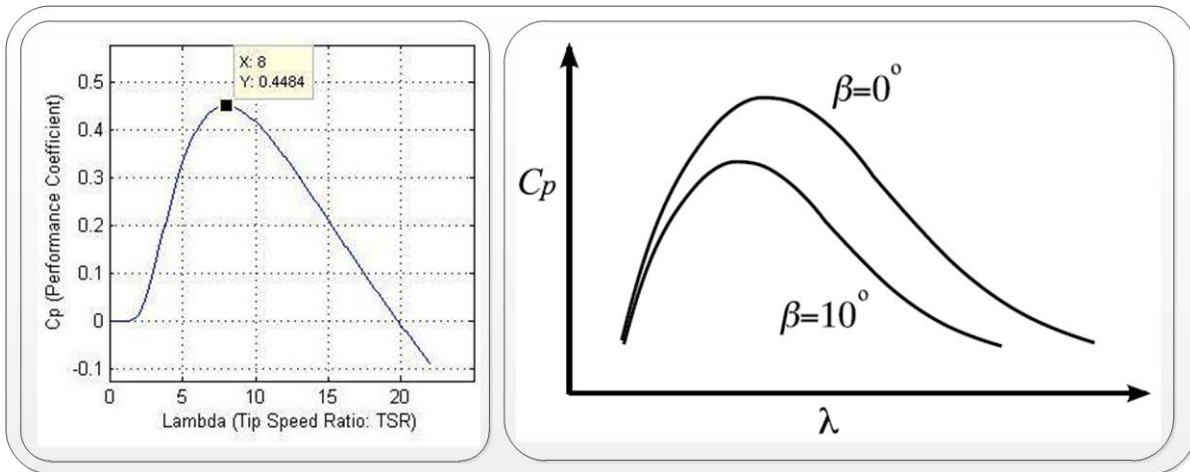 X: 8
Y: 0.4484
0.5
0.4
0.3
0.2
0.1
0
-0.1
0 5 10 15 20
Cp (Performance Coefficient)
Lambda (Tip Speed Ratio: TSR)
Cp
β=0°
β=10°
λ